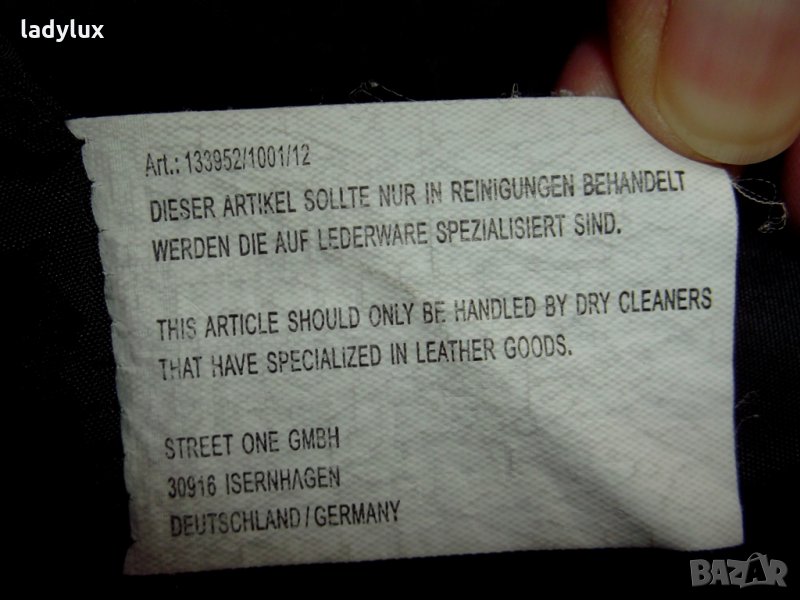 ladylux
Art.: 133952/1001/12
DIESER ARTIKEL SOLLTE NUR IN REINIGUNGEN BEHANDELT
WERDEN DIE AUF LEDERWARE SPEZIALISIERT SIND.
THIS ARTICLE SHOULD ONLY BE HANDLED BY DRY CLEANERS
THAT HAVE SPECIALIZED IN LEATHER GOODS.
STREET ONE GMBH
30916 ISERNHAGEN
DEUTSCHLAND/GERMANY
BAZAR